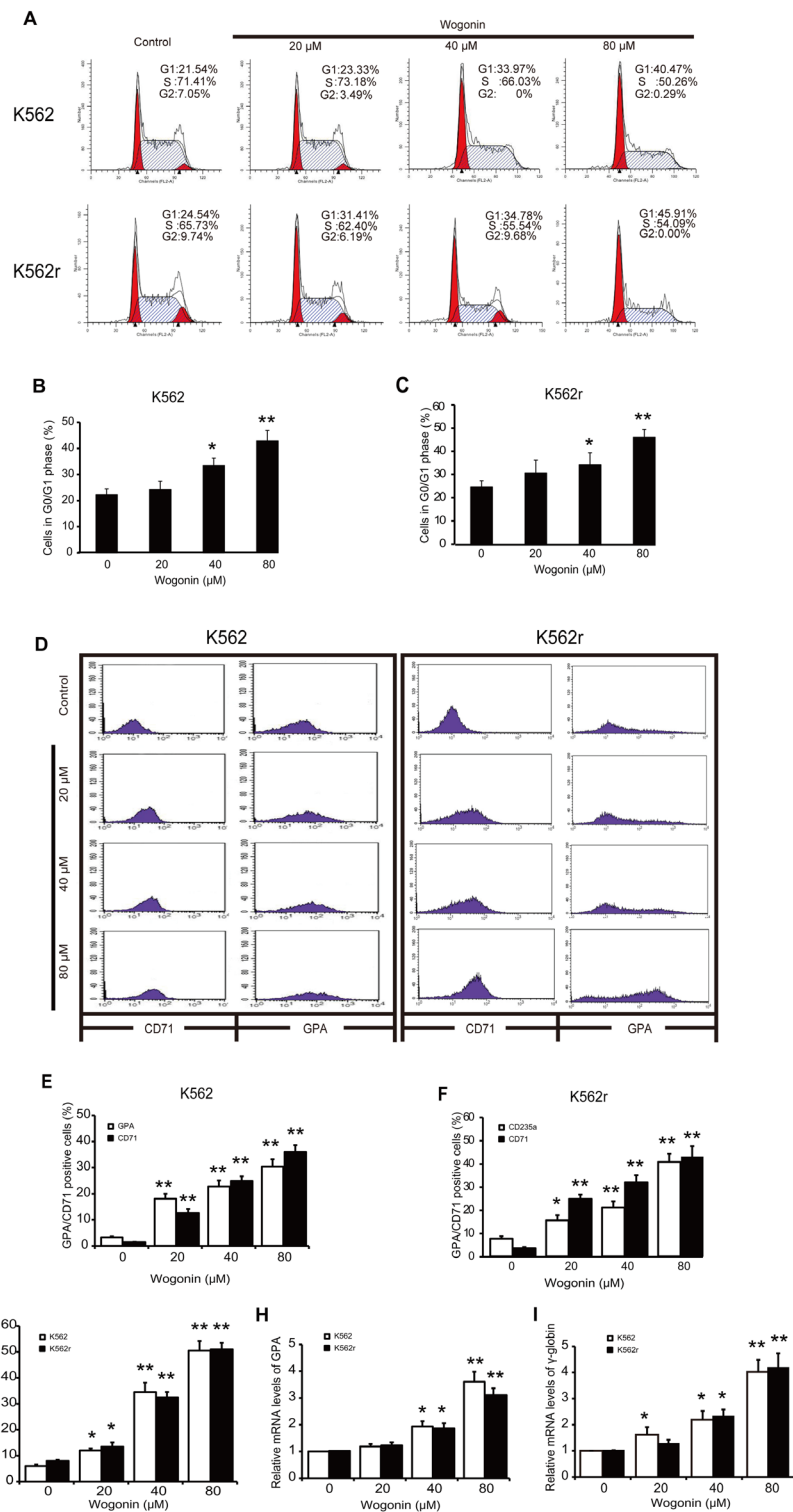 A
Wogonin
Control
20 µM
40 µM
80 µM
K562
G1:21.54%
S :71.41%
G2:7.05%
G1:23.33%
S :73.18%
G2:3.49%
G1:33.97%
S :66.03%
G2: 0%
G1:40.47%
S :50.26%
G2:0.29%
Number
Channels (FL2-A)
K562r
G1:24.54%
S :65.73%
G2:9.74%
G1:31.41%
S :62.40%
G2:6.19%
G1:34.78%
S :55.54%
G2:9.68%
G1:45.91%
S :54.09%
G2:0.00%
Number
Channels (FL2-A)
B
K562
Cells in G0/G1 phase (%)
50
40
30
20
10
0
* **
0 20 40 80
Wogonin (µM)
C
K562r
Cells in G0/G1 phase (%)
60
50
40
30
20
10
0
* **
0 20 40 80
Wogonin (µM)
D
K562
K562r
Control
20 µM
40 µM
80 µM
CD71
GPA
CD71
GPA
E
K562
GPA/CD71 positive cells (%)
GPA
CD71
50
40
30
20
10
0
** ** ** ** ** **
0 20 40 80
Wogonin (µM)
F
K562r
GPA/CD71 positive cells (%)
CD235a
CD71
60
50
40
30
20
10
0
* ** ** ** ** **
0 20 40 80
Wogonin (µM)
K562
K562r
60
50
40
30
20
10
0
* * ** ** ** **
0 20 40 80
Wogonin (µM)
H
Relative mRNA levels of GPA
K562
K562r
5
4
3
2
1
0
* * ** **
0 20 40 80
Wogonin (µM)
I
Relative mRNA levels of γ-globin
K562
K562r
5
4
3
2
1
0
* * * ** **
0 20 40 80
Wogonin (µM)